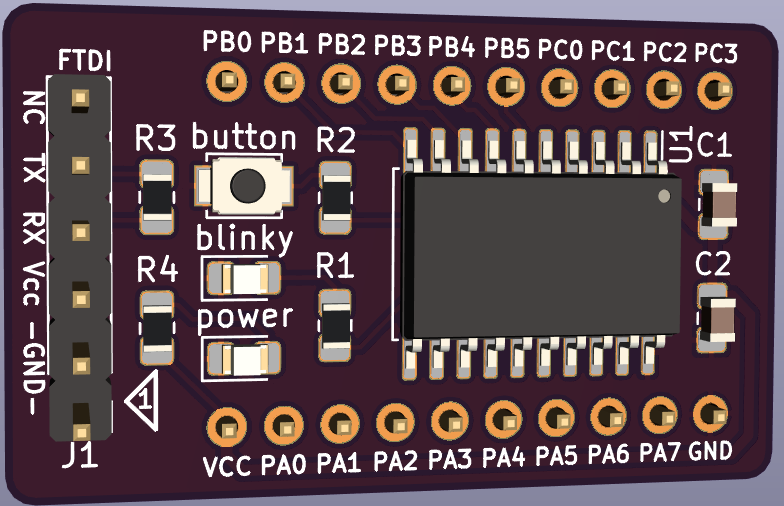 FTDI
PB0 PB1 PB2 PB3 PB4 PB5 PC0 PC1 PC2 PC3
NC
TX
RX
Vcc
-GND-
R3 button R2
U1
C1
blinky
R4
R1
C2
power
1
J1
VCC PA0 PA1 PA2 PA3 PA4 PA5 PA6 PA7 GND